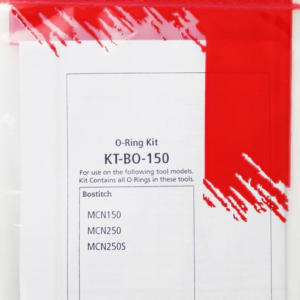 O-Ring Kit
KT-BO-150
For use on the following tool models.
Kit Contains all O-Rings in these tools.
Bostitch
MCN150
MCN250
MCN250S